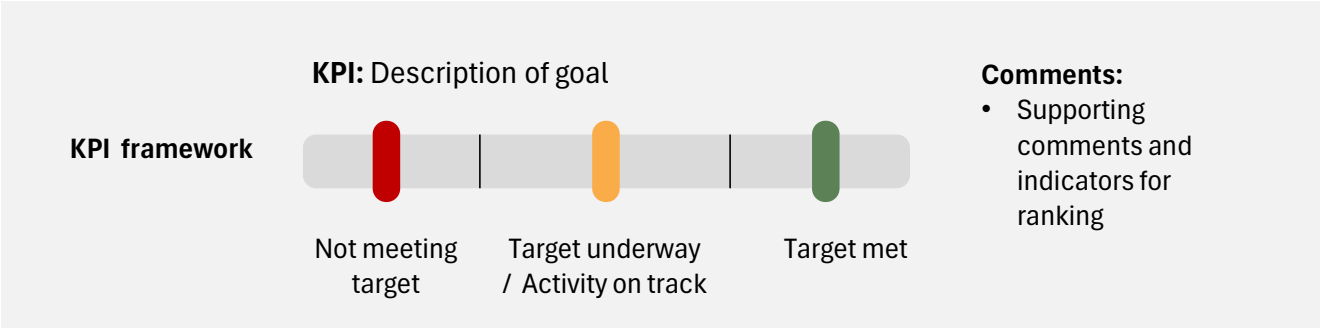 KPI: Description of goal
KPI framework
Not meeting
target
Target underway
/ Activity on track
Target met
Comments:
• Supporting
comments and
indicators for
ranking